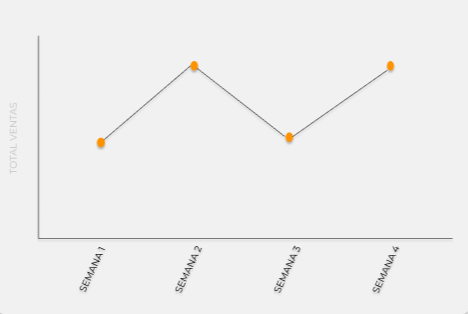 TOTAL VENTAS
SEMANA 1
SEMANA 2
SEMANA 3
SEMANA 4